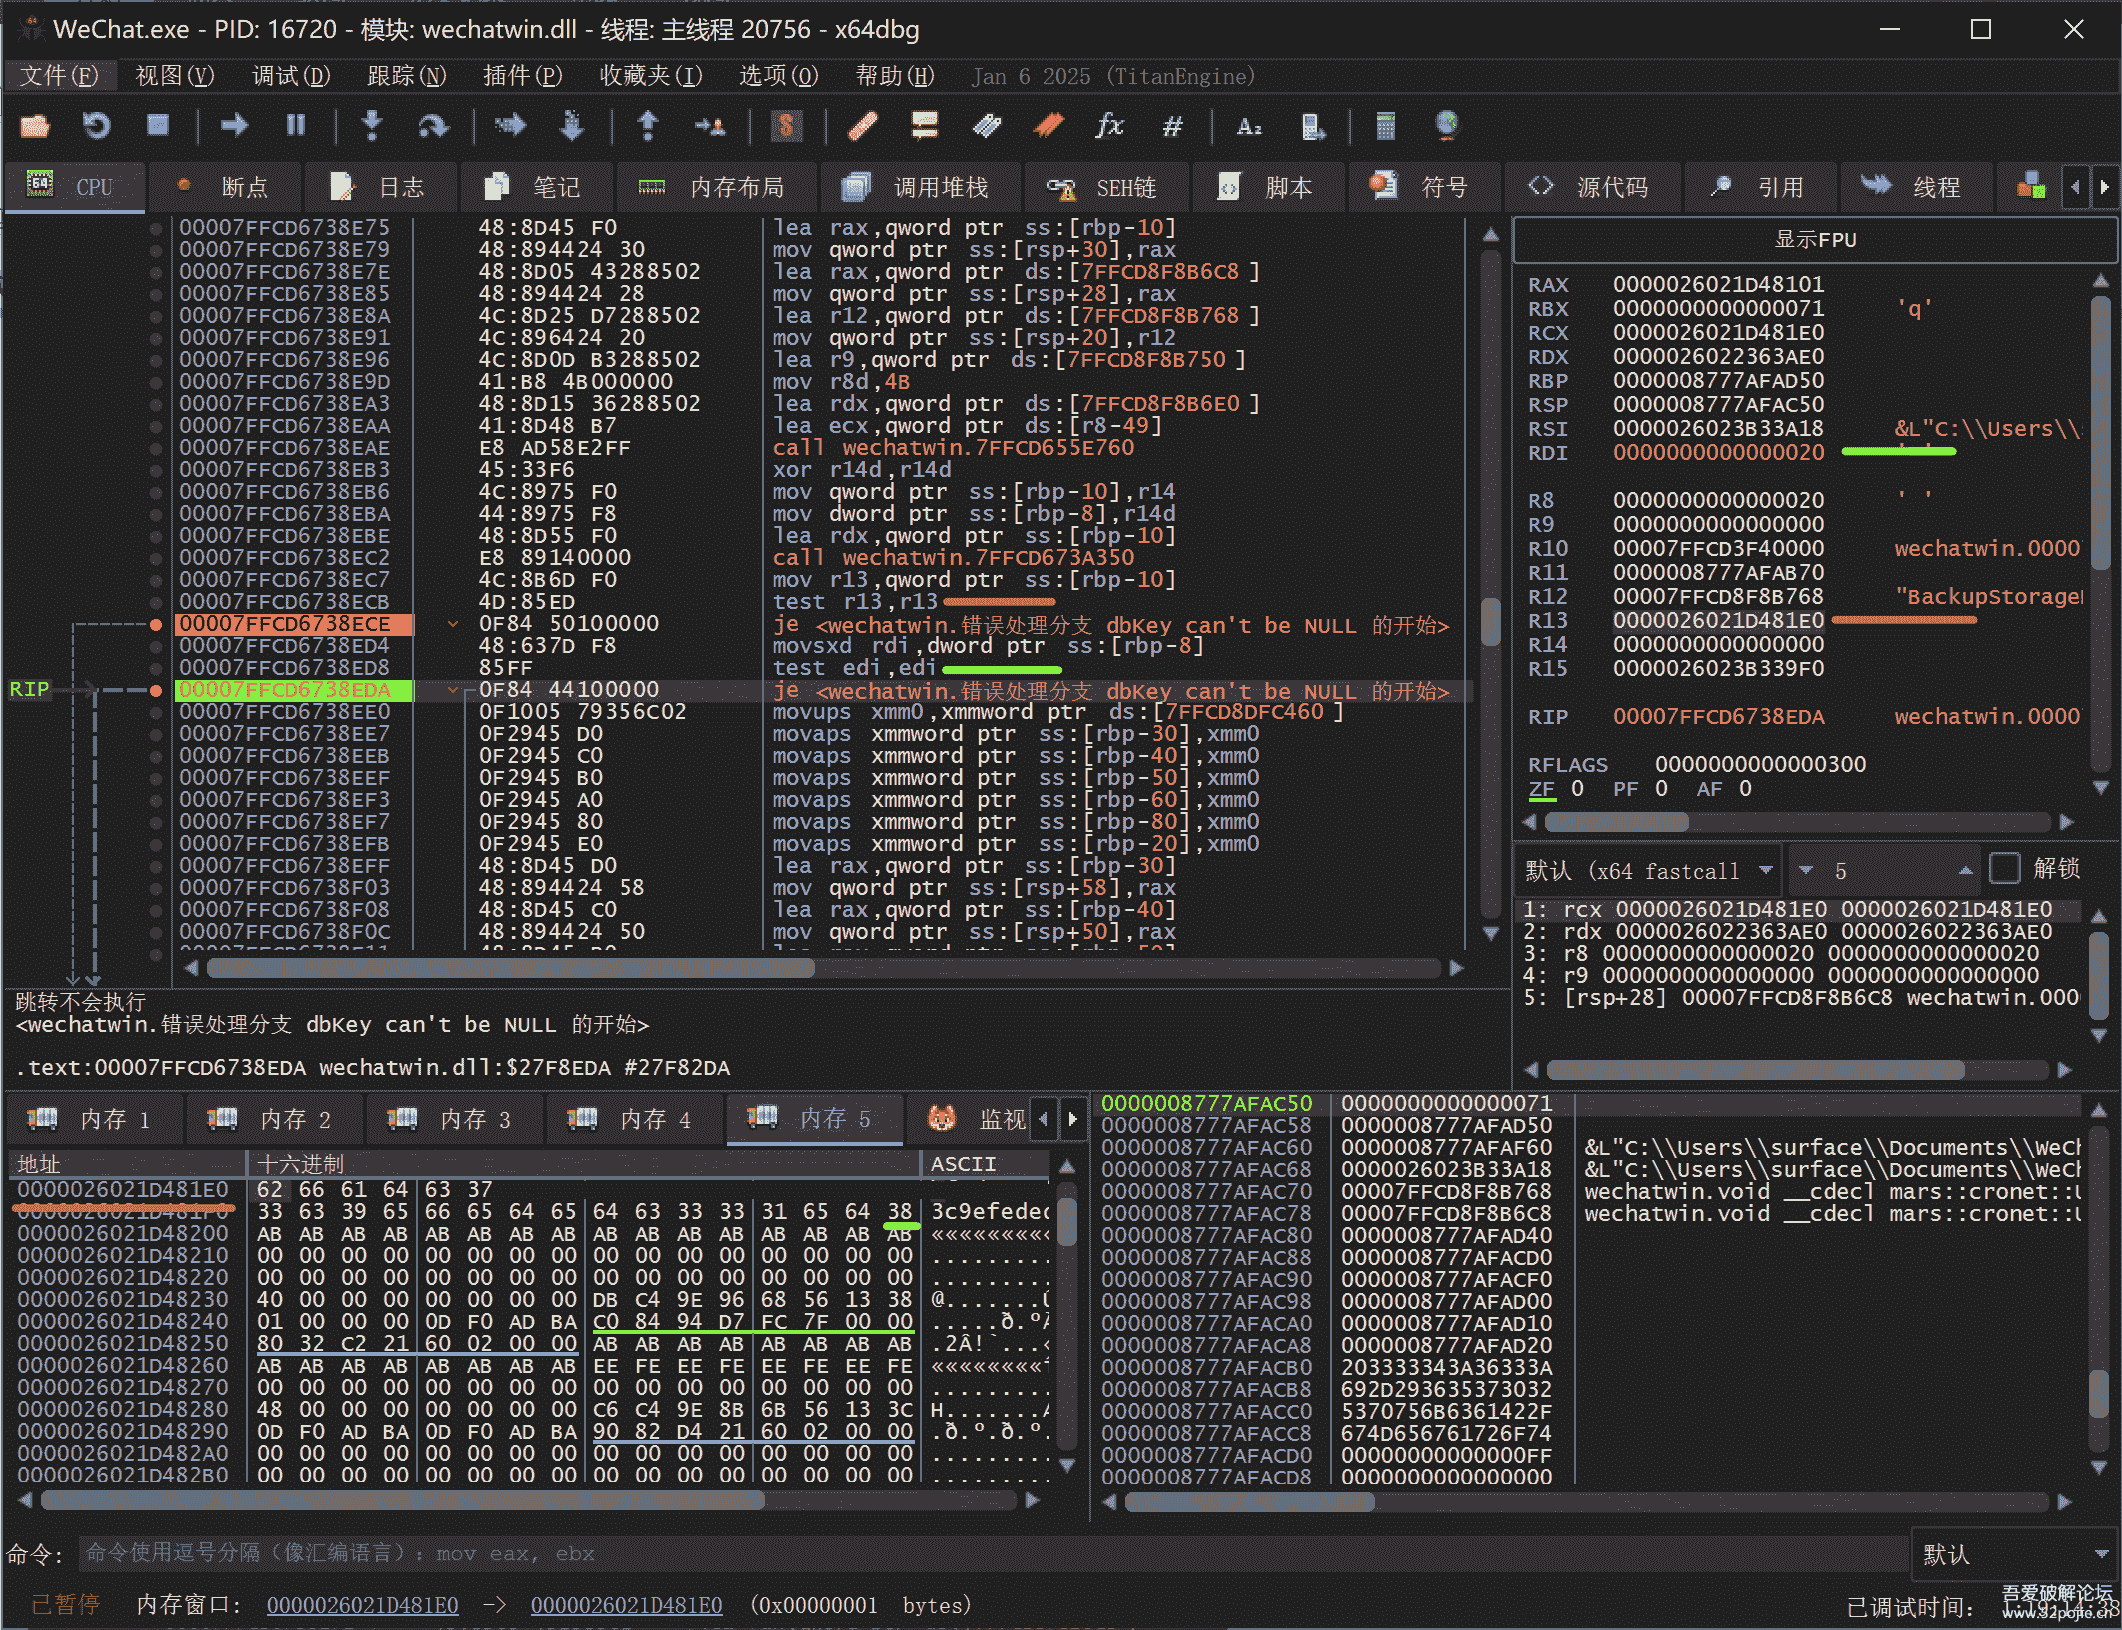 WeChat.exe - PID: 16720 - 模块: wechatwin.dll - 线程: 主线程 20756 - x64dbg
文件(F) 视图(V) 调试(D) 跟踪(N) 插件(P) 收藏夹(I) 选项(O) 帮助(H) Jan 6 2025 (TitanEngine)
CPU 断点 日志 笔记 内存布局 调用堆栈 SEH链 脚本 符号 源代码 引用 线程
00007FFCD6738E75 48:8D45 F0 lea rax,qword ptr ss:[rbp-10]
00007FFCD6738E79 48:894424 30 mov qword ptr ss:[rsp+30],rax
00007FFCD6738E7E 48:8D05 43288502 lea rax,qword ptr ds:[7FFCD8F8B6C8]
00007FFCD6738E85 48:894424 28 mov qword ptr ss:[rsp+28],rax
00007FFCD6738E8A 4C:8D25 D7288502 lea r12,qword ptr ds:[7FFCD8F8B768]
00007FFCD6738E91 4C:896424 20 mov qword ptr ss:[rsp+20],r12
00007FFCD6738E96 4C:8D0D B3288502 lea r9,qword ptr ds:[7FFCD8F8B750]
00007FFCD6738E9D 41:B8 4B000000 mov r8d,4B
00007FFCD6738EA3 48:8D15 36288502 lea rdx,qword ptr ds:[7FFCD8F8B6E0]
00007FFCD6738EAA 41:8D48 B7 lea ecx,qword ptr ds:[r8-49]
00007FFCD6738EAE E8 AD58E2FF call wechatwin.7FFCD655E760
00007FFCD6738EB3 45:33F6 xor r14d,r14d
00007FFCD6738EB6 4C:8975 F0 mov qword ptr ss:[rbp-10],r14
00007FFCD6738EBA 44:8975 F8 mov dword ptr ss:[rbp-8],r14d
00007FFCD6738EBE 48:8D55 F0 lea rdx,qword ptr ss:[rbp-10]
00007FFCD6738EC2 E8 89140000 call wechatwin.7FFCD673A350
00007FFCD6738EC7 4C:8B6D F0 mov r13,qword ptr ss:[rbp-10]
00007FFCD6738ECB 4D:85ED test r13,r13
00007FFCD6738ECE 0F84 50100000 je <wechatwin.错误处理分支 dbKey can't be NULL 的开始>
00007FFCD6738ED4 48:637D F8 movsxd rdi,dword ptr ss:[rbp-8]
00007FFCD6738ED8 85FF test edi,edi
RIP 00007FFCD6738EDA 0F84 44100000 je <wechatwin.错误处理分支 dbKey can't be NULL 的开始>
00007FFCD6738EE0 0F1005 79356C02 movups xmm0,xmmword ptr ds:[7FFCD8DFC460]
00007FFCD6738EE7 0F2945 D0 movaps xmmword ptr ss:[rbp-30],xmm0
00007FFCD6738EEB 0F2945 C0 movaps xmmword ptr ss:[rbp-40],xmm0
00007FFCD6738EEF 0F2945 B0 movaps xmmword ptr ss:[rbp-50],xmm0
00007FFCD6738EF3 0F2945 A0 movaps xmmword ptr ss:[rbp-60],xmm0
00007FFCD6738EF7 0F2945 80 movaps xmmword ptr ss:[rbp-80],xmm0
00007FFCD6738EFB 0F2945 E0 movaps xmmword ptr ss:[rbp-20],xmm0
00007FFCD6738EFF 48:8D45 D0 lea rax,qword ptr ss:[rbp-30]
00007FFCD6738F03 48:894424 58 mov qword ptr ss:[rsp+58],rax
00007FFCD6738F08 48:8D45 C0 lea rax,qword ptr ss:[rbp-40]
00007FFCD6738F0C 48:894424 50 mov qword ptr ss:[rsp+50],rax
显示FPU
RAX 0000026021D48101
RBX 0000000000000071 'q'
RCX 0000026021D481E0
RDX 0000026022363AE0
RBP 0000008777AFAD50
RSP 0000008777AFAC50
RSI 0000026023B33A18 &L"C:\\Users\\
RDI 0000000000000020
R8 0000000000000020 ' '
R9 0000000000000000
R10 00007FFCD3F40000 wechatwin.0000
R11 0000008777AFAB70
R12 00007FFCD8F8B768 "BackupStorage
R13 0000026021D481E0
R14 0000000000000000
R15 0000026023B339F0
RIP 00007FFCD6738EDA wechatwin.0000
RFLAGS 0000000000000300
ZF 0 PF 0 AF 0
默认 (x64 fastcall 5 解锁
1: rcx 0000026021D481E0 0000026021D481E0
2: rdx 0000026022363AE0 0000026022363AE0
3: r8 0000000000000020 0000000000000020
4: r9 0000000000000000 0000000000000000
5: [rsp+28] 00007FFCD8F8B6C8 wechatwin.000
跳转不会执行
<wechatwin.错误处理分支 dbKey can't be NULL 的开始>
.text:00007FFCD6738EDA wechatwin.dll:$27F8EDA #27F82DA
内存 1 内存 2 内存 3 内存 4 内存 5 监视
地址 十六进制 ASCII
0000026021D481E0 62 66 61 64 63 37
33 63 39 65 66 65 64 65 64 63 33 33 31 65 64 38 3c9efeded
0000026021D48200 AB AB AB AB AB AB AB AB AB AB AB AB AB AB AB AB «««««««««
0000026021D48210 00 00 00 00 00 00 00 00 00 00 00 00 00 00 00 00 .........
0000026021D48220 00 00 00 00 00 00 00 00 00 00 00 00 00 00 00 00 .........
0000026021D48230 40 00 00 00 00 00 00 00 DB C4 9E 96 68 56 13 38 @.......Û
0000026021D48240 01 00 00 00 0D F0 AD BA C0 84 94 D7 FC 7F 00 00 .....ð.ºÀ
0000026021D48250 80 32 C2 21 60 02 00 00 AB AB AB AB AB AB AB AB .2Â!`...«
0000026021D48260 AB AB AB AB AB AB AB AB EE FE EE FE EE FE EE FE ««««««««î
0000026021D48270 00 00 00 00 00 00 00 00 00 00 00 00 00 00 00 00 .........
0000026021D48280 48 00 00 00 00 00 00 00 C6 C4 9E 8B 6B 56 13 3C H.......Æ
0000026021D48290 0D F0 AD BA 0D F0 AD BA 90 82 D4 21 60 02 00 00 .ð.º.ð.º.
0000026021D482A0 00 00 00 00 00 00 00 00 00 00 00 00 00 00 00 00 .........
0000026021D482B0 00 00 00 00 00 00 00 00 00 00 00 00 00 00 00 00 .........
0000008777AFAC50 0000000000000071
0000008777AFAC58 0000008777AFAD50
0000008777AFAC60 0000008777AFAF60 &L"C:\\Users\\surface\\Documents\\WeCh
0000008777AFAC68 0000026023B33A18 &L"C:\\Users\\surface\\Documents\\WeCh
0000008777AFAC70 00007FFCD8F8B768 wechatwin.void __cdecl mars::cronet::U
0000008777AFAC78 00007FFCD8F8B6C8 wechatwin.void __cdecl mars::cronet::U
0000008777AFAC80 0000008777AFAD40
0000008777AFAC88 0000008777AFACD0
0000008777AFAC90 0000008777AFACF0
0000008777AFAC98 0000008777AFAD00
0000008777AFACA0 0000008777AFAD10
0000008777AFACA8 0000008777AFAD20
0000008777AFACB0 203333343A36333A
0000008777AFACB8 692D293635373032
0000008777AFACC0 5370756B6361422F
0000008777AFACC8 674D656761726F74
0000008777AFACD0 00000000000000FF
0000008777AFACD8 0000000000000000
命令: 命令使用逗号分隔（像汇编语言）：mov eax, ebx 默认
已暂停 内存窗口: 0000026021D481E0 -> 0000026021D481E0 (0x00000001 bytes) 已调试时间: 1:19:14:38
吾爱破解论坛
www.52pojie.cn